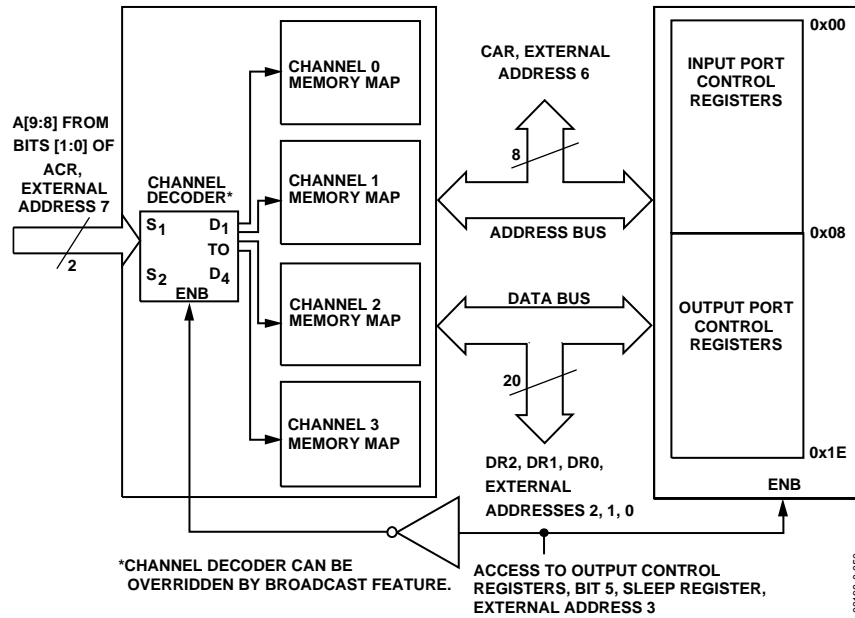 CHANNEL 0
MEMORY MAP
CHANNEL 1
MEMORY MAP
CHANNEL 2
MEMORY MAP
CHANNEL 3
MEMORY MAP
A[9:8] FROM
BITS [1:0] OF
ACR,
EXTERNAL
ADDRESS 7
2
CHANNEL
DECODER*
S1 D1
TO
S2 D4
ENB
CAR, EXTERNAL
ADDRESS 6
8
ADDRESS BUS
DATA BUS
20
DR2, DR1, DR0,
EXTERNAL
ADDRESSES 2, 1, 0
0x00
INPUT PORT
CONTROL
REGISTERS
0x08
OUTPUT PORT
CONTROL
REGISTERS
0x1E
ENB
*CHANNEL DECODER CAN BE
OVERRIDDEN BY BROADCAST FEATURE.
ACCESS TO OUTPUT CONTROL
REGISTERS, BIT 5, SLEEP REGISTER,
EXTERNAL ADDRESS 3